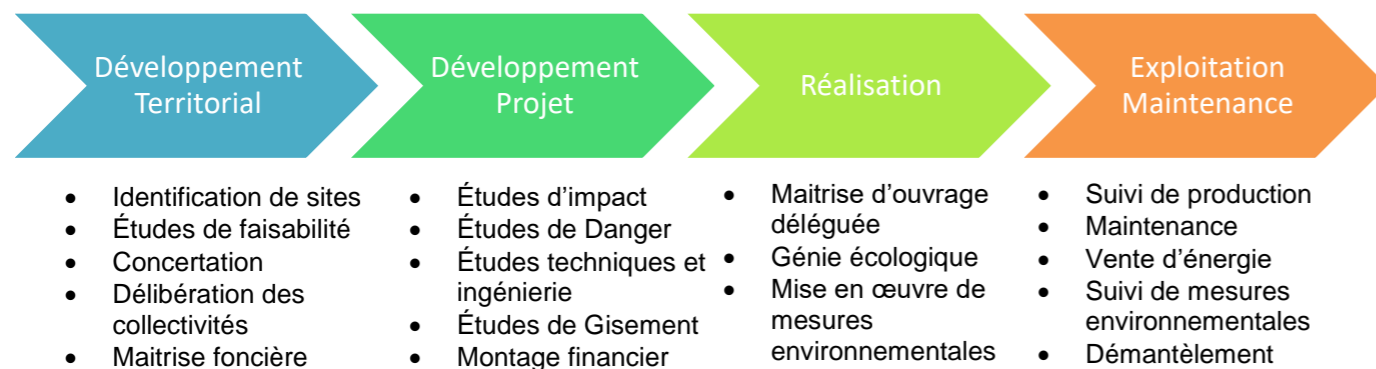 Développement
Territorial
Développement
Projet
Réalisation
Exploitation
Maintenance
• Identification de sites
• Études de faisabilité
• Concertation
• Délibération des
collectivités
• Maitrise foncière
• Études d’impact
• Études de Danger
• Études techniques et
ingénierie
• Études de Gisement
• Montage financier
• Maitrise d’ouvrage
déléguée
• Génie écologique
• Mise en œuvre de
mesures
environnementales
• Suivi de production
• Maintenance
• Vente d’énergie
• Suivi de mesures
environnementales
• Démantèlement